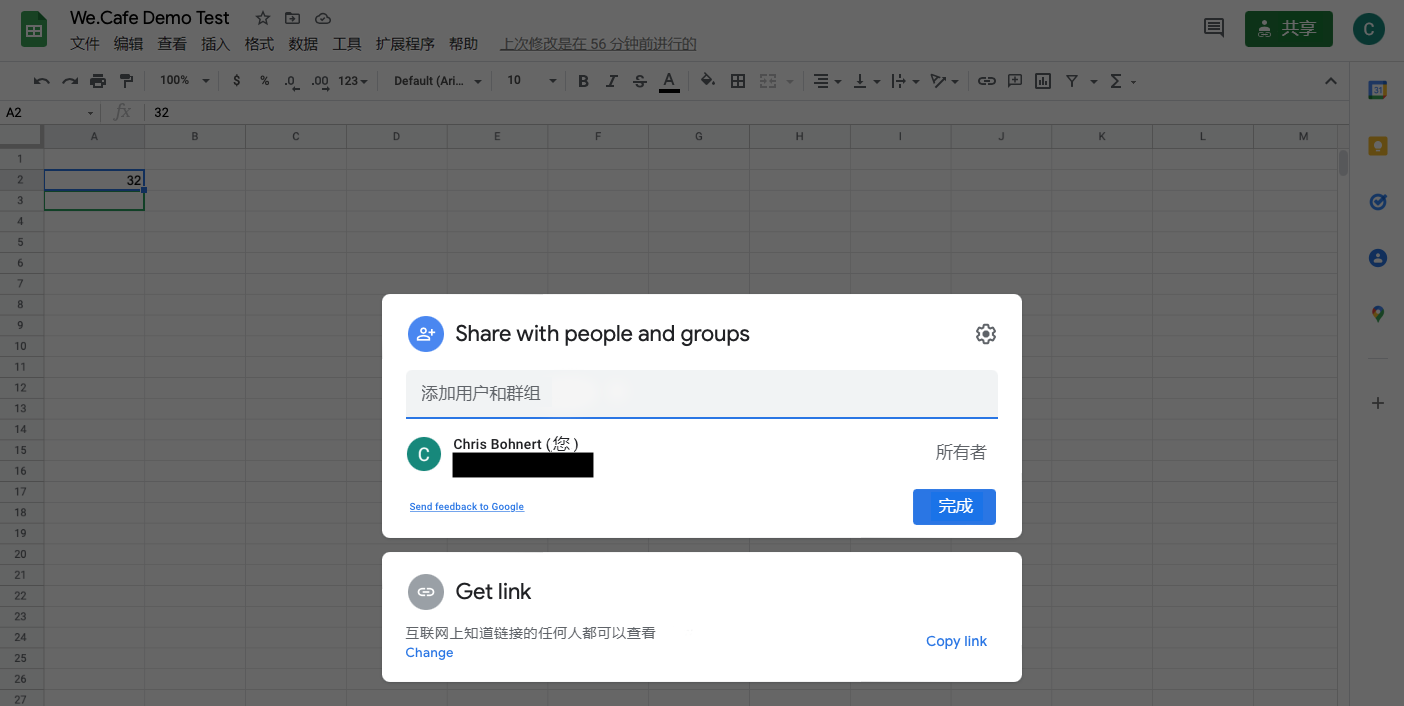 We.Cafe Demo Test
文件 编辑 查看 插入 格式 数据 工具 扩展程序 帮助 上次修改是在 56 分钟前进行的
共享
C
100% $ % .0 .00 123 Default (Ari... 10 B I S A
31
A2 fx 32
A B C D E F G H I J K L M
1
2 32
3
4
5
6
7
8
9
10
11
12
13
14
15
16
17
18
19
20
21
22
23
24
25
26
27
Share with people and groups
添加用户和群组
C
Chris Bohnert (您)
所有者
Send feedback to Google
完成
Get link
互联网上知道链接的任何人都可以查看
Change
Copy link